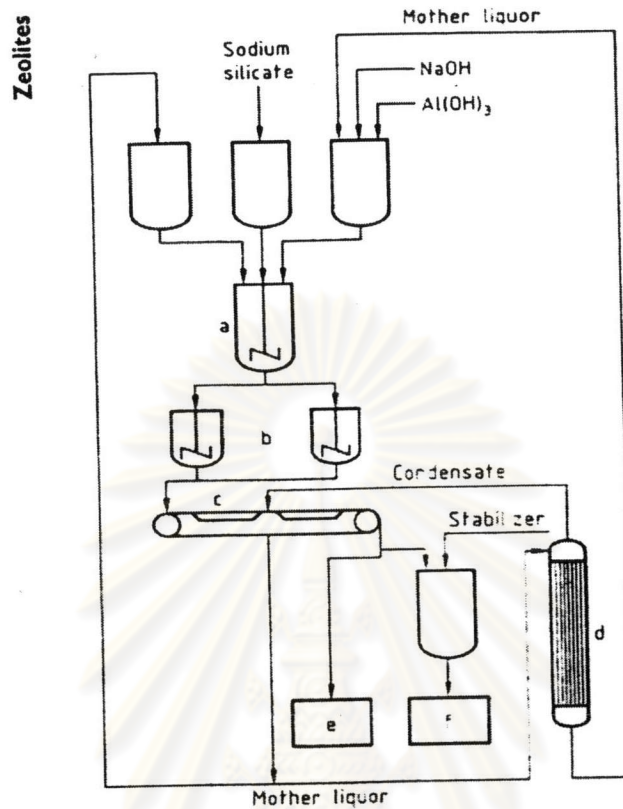 Zeolites
Mother liquor
Sodium
silicate
NaOH
Al(OH)₃
a
b
c
Condensate
Stabilizer
d
e
f
Mother liquor